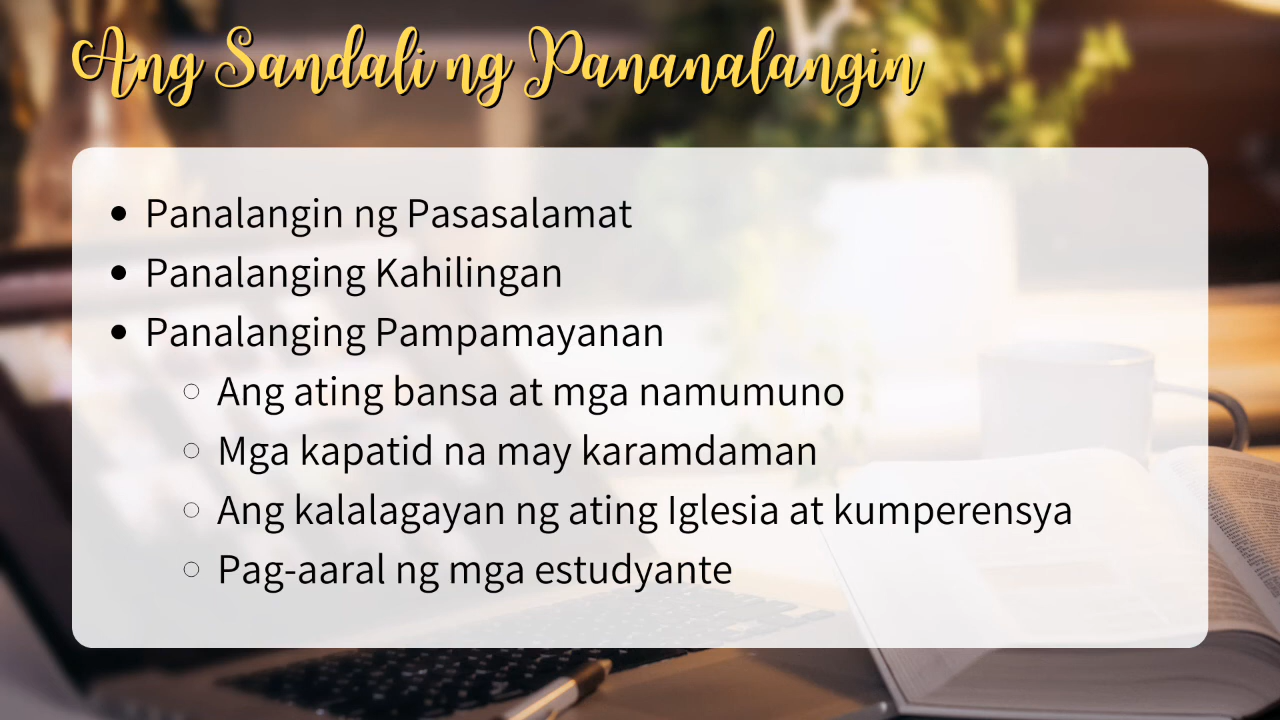 Ang Sandali ng Pananalangin
• Panalangin ng Pasasalamat
• Panalanging Kahilingan
• Panalanging Pampamayanan
○ Ang ating bansa at mga namumuno
○ Mga kapatid na may karamdaman
○ Ang kalalagayan ng ating Iglesia at kumperensya
○ Pag-aaral ng mga estudyante